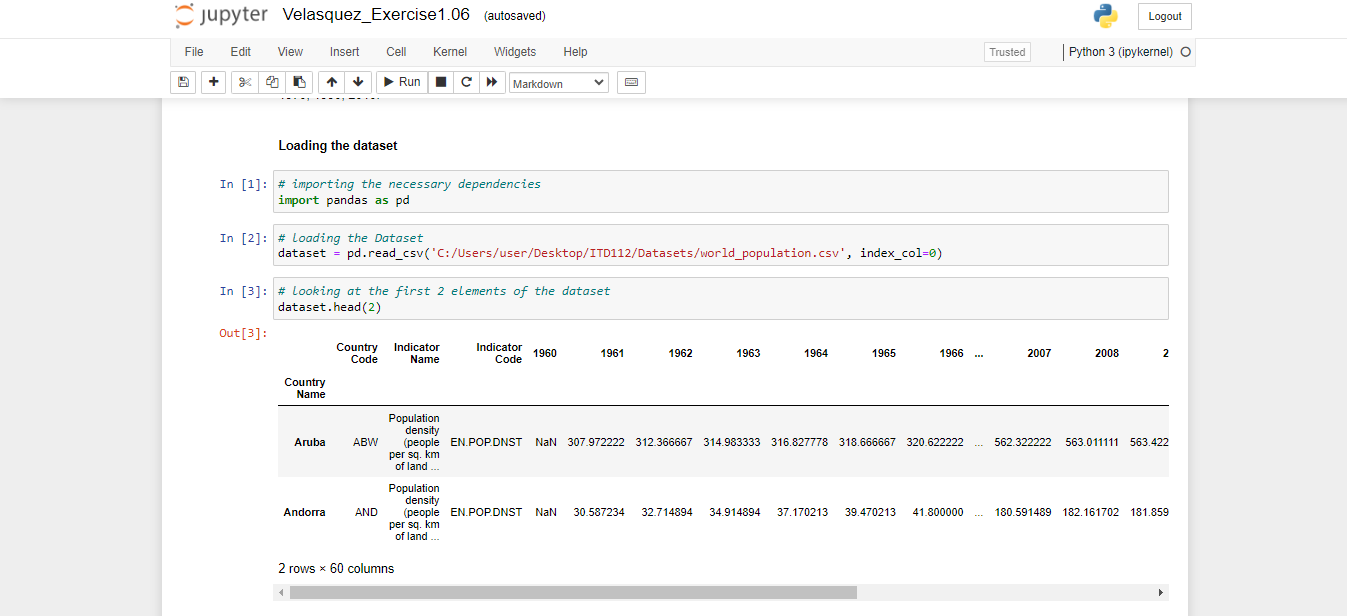 jupyter Velasquez_Exercise1.06 (autosaved) Logout
File Edit View Insert Cell Kernel Widgets Help Trusted Python 3 (ipykernel)
Run Markdown
Loading the dataset
In [1]: # importing the necessary dependencies
import pandas as pd
In [2]: # loading the Dataset
dataset = pd.read_csv('C:/Users/user/Desktop/ITD112/Datasets/world_population.csv', index_col=0)
In [3]: # looking at the first 2 elements of the dataset
dataset.head(2)
Out[3]:
Country Indicator Indicator
Code Name Code 1960 1961 1962 1963 1964 1965 1966 ... 2007 2008 2
Country
Name
Population
density
Aruba ABW (people EN.POP.DNST NaN 307.972222 312.366667 314.983333 316.827778 318.666667 320.622222 ... 562.322222 563.011111 563.422
per sq. km
of land ...
Population
density
Andorra AND (people EN.POP.DNST NaN 30.587234 32.714894 34.914894 37.170213 39.470213 41.800000 ... 180.591489 182.161702 181.859
per sq. km
of land ...
2 rows × 60 columns